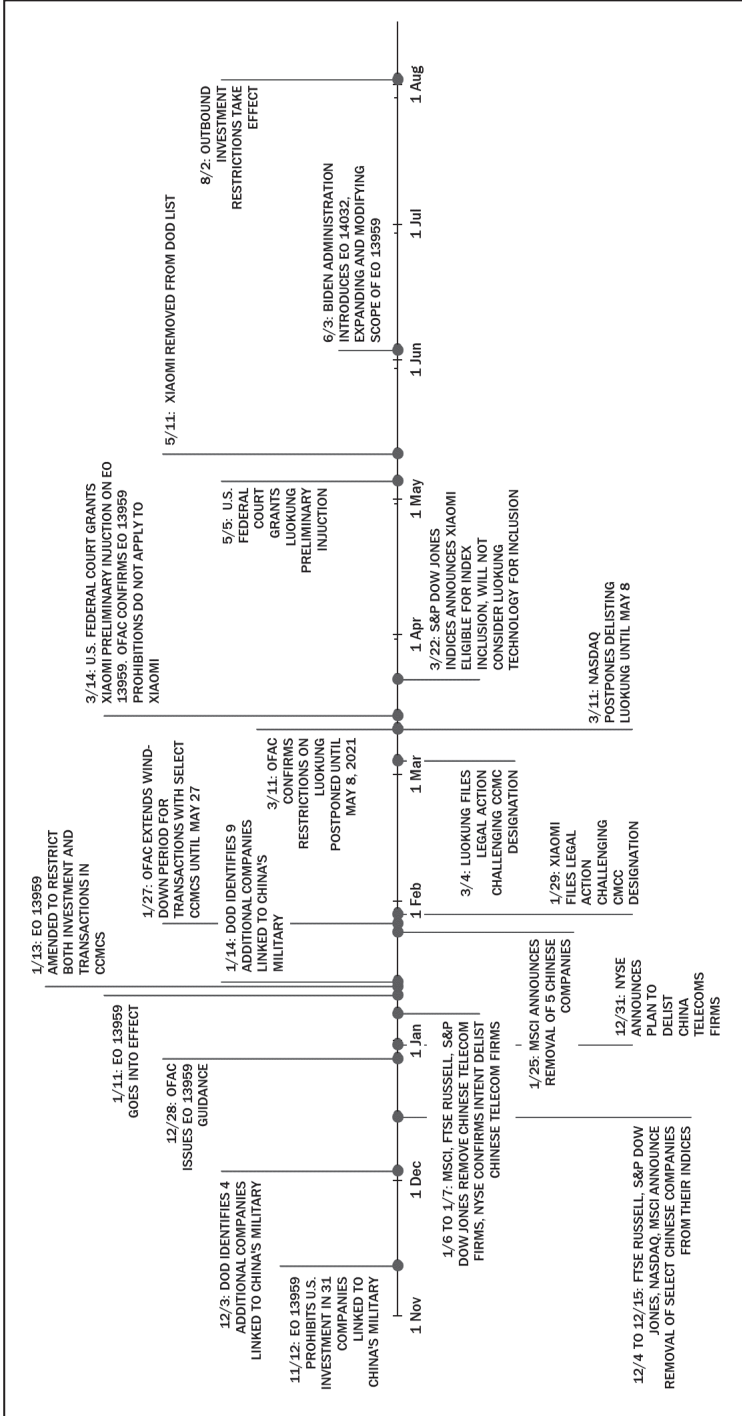 11/12: EO 13959
PROHIBITS U.S.
INVESTMENT IN 31
COMPANIES
LINKED TO
CHINA'S MILITARY
12/3: DOD IDENTIFIES 4
ADDITIONAL COMPANIES
LINKED TO CHINA'S MILITARY
12/28: OFAC
ISSUES EO 13959
GUIDANCE
1/11: EO 13959
GOES INTO EFFECT
1/13: EO 13959
AMENDED TO RESTRICT
BOTH INVESTMENT AND
TRANSACTIONS IN
CCMCS
1/14: DOD IDENTIFIES 9
ADDITIONAL COMPANIES
LINKED TO CHINA'S
MILITARY
1/27: OFAC EXTENDS WIND-
DOWN PERIOD FOR
TRANSACTIONS WITH SELECT
CCMCS UNTIL MAY 27
3/11: OFAC
CONFIRMS
RESTRICTIONS ON
LUOKUNG
POSTPONED UNTIL
MAY 8, 2021
3/14: U.S. FEDERAL COURT GRANTS
XIAOMI PRELIMINARY INJUCTION ON EO
13959. OFAC CONFIRMS EO 13959
PROHIBITIONS DO NOT APPLY TO
XIAOMI
5/5: U.S.
FEDERAL
COURT
GRANTS
LUOKUNG
PRELIMINARY
INJUCTION
5/11: XIAOMI REMOVED FROM DOD LIST
6/3: BIDEN ADMINISTRATION
INTRODUCES EO 14032,
EXPANDING AND MODIFYING
SCOPE OF EO 13959
8/2: OUTBOUND
INVESTMENT
RESTRICTIONS TAKE
EFFECT
1 Nov
1 Dec
1 Jan
1 Feb
1 Mar
1 Apr
1 May
1 Jun
1 Jul
1 Aug
12/4 TO 12/15: FTSE RUSSELL, S&P DOW
JONES, NASDAQ, MSCI ANNOUNCE
REMOVAL OF SELECT CHINESE COMPANIES
FROM THEIR INDICES
12/31: NYSE
ANNOUNCES
PLAN TO
DELIST
CHINA
TELECOMS
FIRMS
1/6 TO 1/7: MSCI, FTSE RUSSELL, S&P
DOW JONES REMOVE CHINESE TELECOM
FIRMS, NYSE CONFIRMS INTENT DELIST
CHINESE TELECOM FIRMS
1/25: MSCI ANNOUNCES
REMOVAL OF 5 CHINESE
COMPANIES
1/29: XIAOMI
FILES LEGAL
ACTION
CHALLENGING
CMCC
DESIGNATION
3/4: LUOKUNG FILES
LEGAL ACTION
CHALLENGING CCMC
DESIGNATION
3/11: NASDAQ
POSTPONES DELISTING
LUOKUNG UNTIL MAY 8
3/22: S&P DOW JONES
INDICES ANNOUNCES XIAOMI
ELIGIBLE FOR INDEX
INCLUSION, WILL NOT
CONSIDER LUOKUNG
TECHNOLOGY FOR INCLUSION